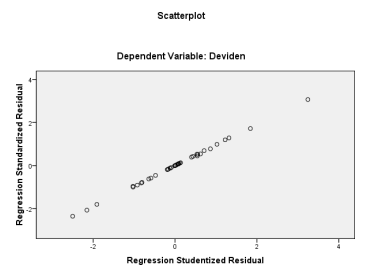 Scatterplot
Dependent Variable: Deviden
Regression Standardized Residual
4
2
0
-2
-2
0
2
4
Regression Studentized Residual